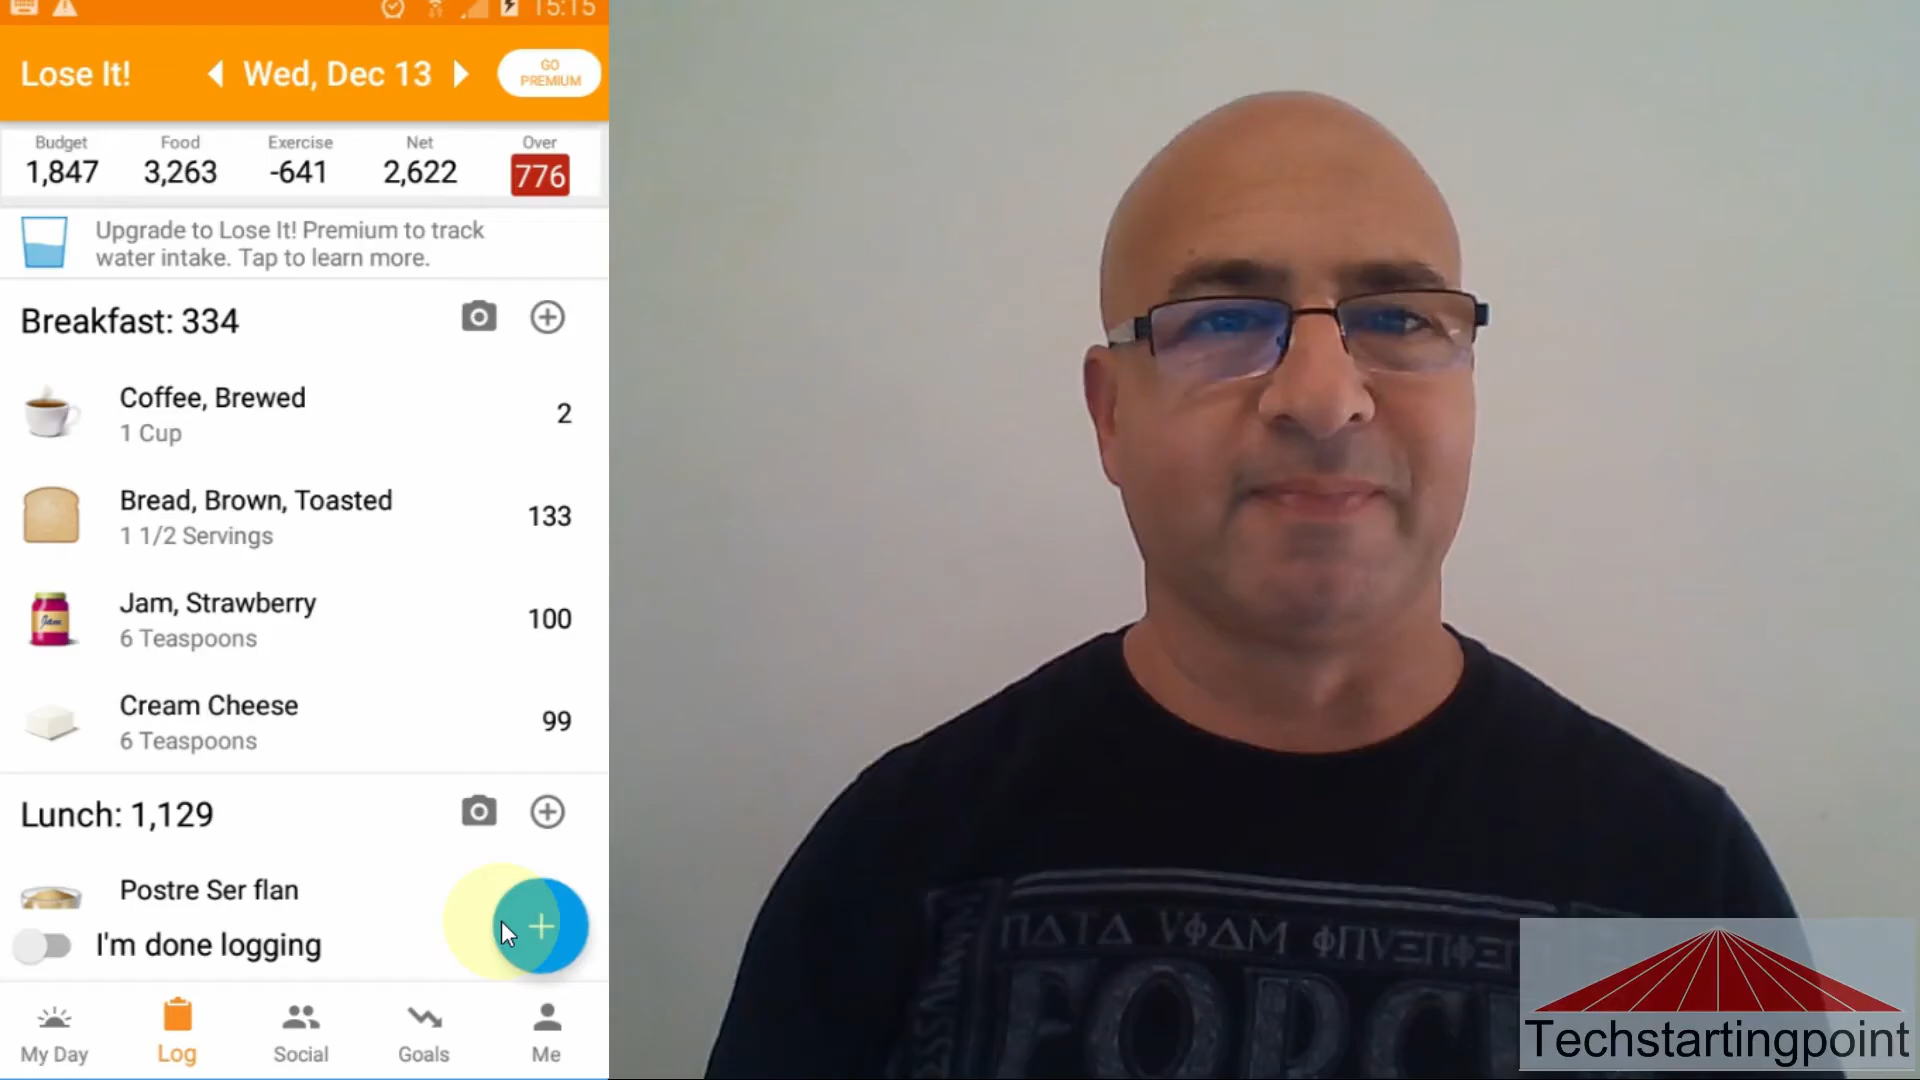 15:15
Lose It!
Wed, Dec 13
GO
PREMIUM
Budget Food Exercise Net Over
1,847 3,263 -641 2,622 776
Upgrade to Lose It! Premium to track
water intake. Tap to learn more.
Breakfast: 334
Coffee, Brewed
1 Cup
2
Bread, Brown, Toasted
1 1/2 Servings
133
Jam, Strawberry
6 Teaspoons
100
Jam
Cream Cheese
6 Teaspoons
99
Lunch: 1,129
Postre Ser flan
I'm done logging
My Day Log Social Goals Me
Techstartingpoint